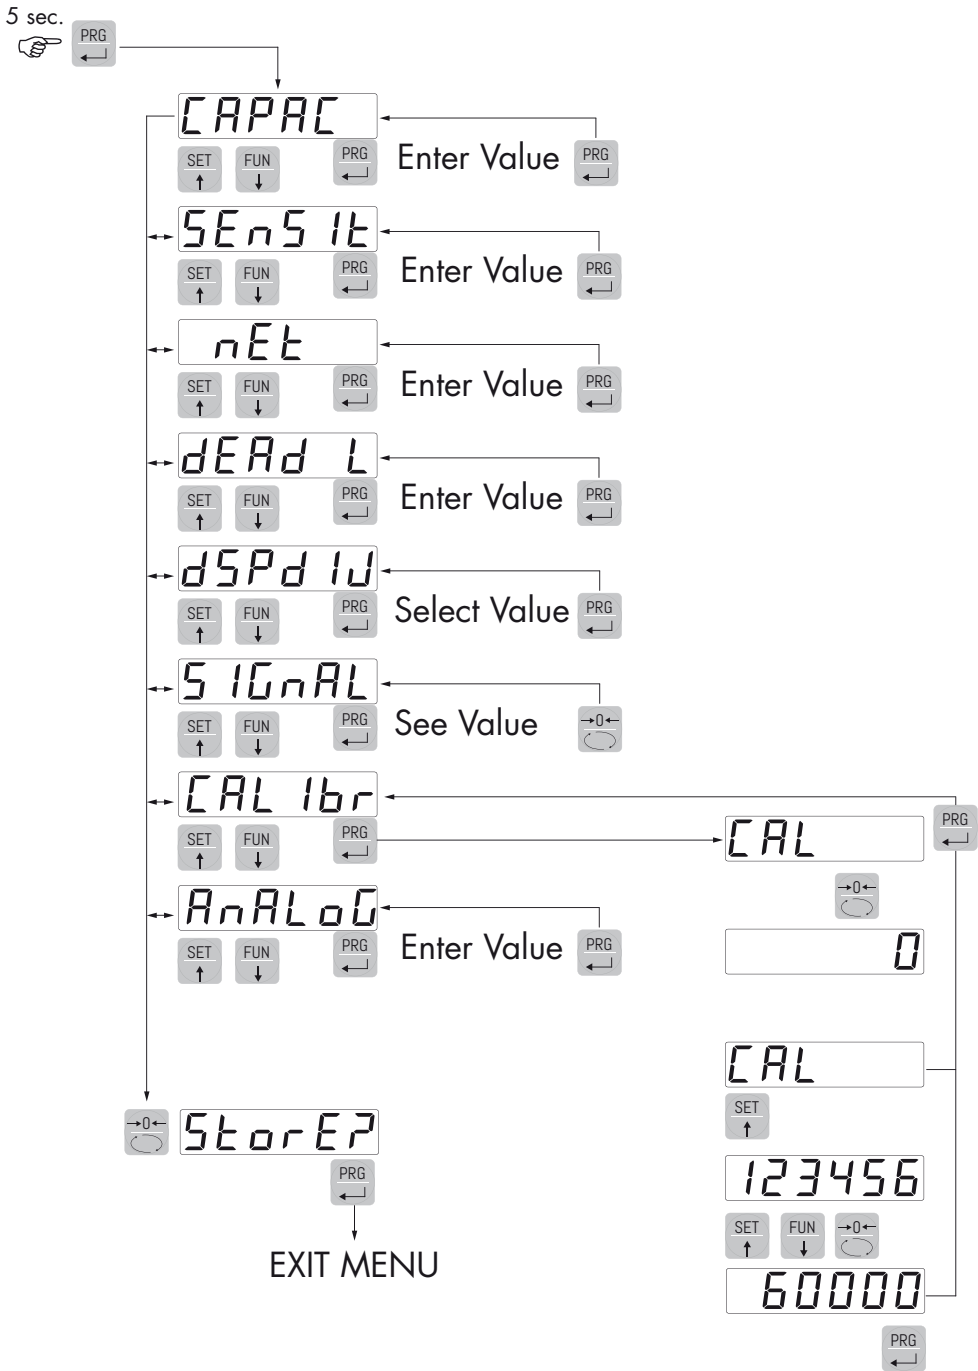 5 sec.
PRG
CAPAC
SET FUN PRG Enter Value PRG
SEnSIt
SET FUN PRG Enter Value PRG
nEt
SET FUN PRG Enter Value PRG
dEAd L
SET FUN PRG Enter Value PRG
dSPdIV
SET FUN PRG Select Value PRG
SIGnAL
SET FUN PRG See Value →0←
CALIbr
PRG
SET FUN PRG
CAL
→0←
AnALoG
SET FUN PRG Enter Value PRG
0
CAL
SET
→0← StorE?
123456
PRG
SET FUN →0←
EXIT MENU
60000
PRG